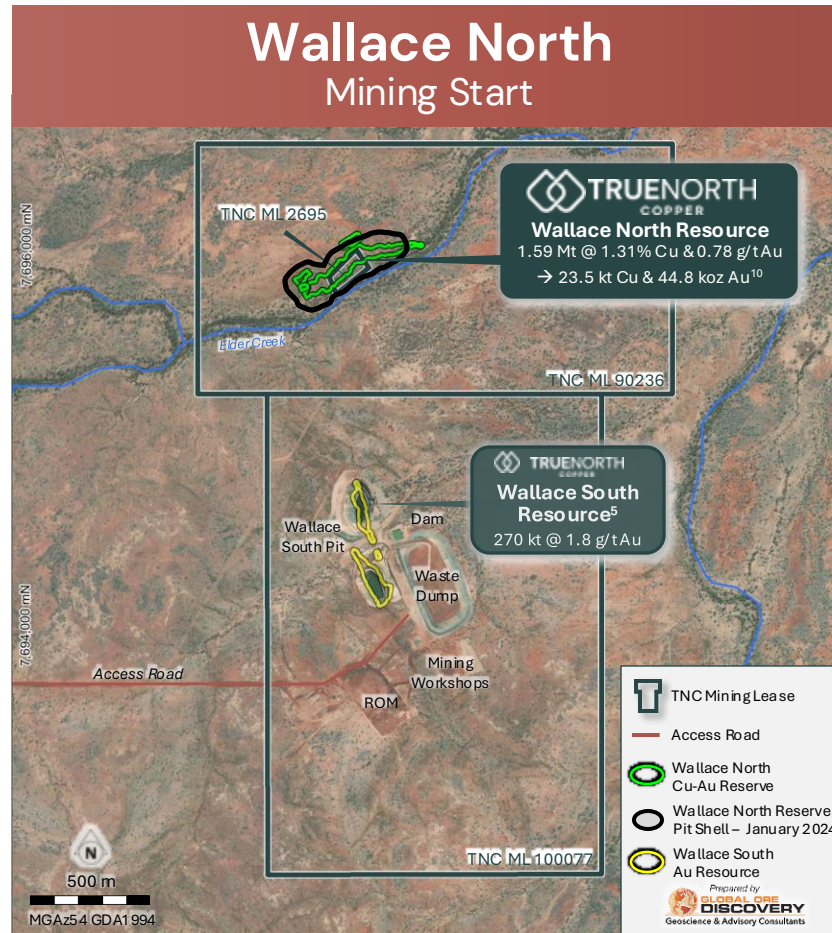 Wallace North
Mining Start
TRUENORTH
COPPER
Wallace North Resource
1.59 Mt @ 1.31% Cu & 0.78 g/t Au
→ 23.5 kt Cu & 44.8 koz Au¹⁰
TNC ML 2695
7,696,000 mN
Elder Creek
TNC ML 90236
TRUENORTH
COPPER
Wallace South
Resource⁵
270 kt @ 1.8 g/t Au
Wallace
South Pit
Dam
Waste
Dump
7,694,000 mN
Access Road
Mining
Workshops
ROM
TNC ML 100077
TNC Mining Lease
Access Road
Wallace North
Cu-Au Reserve
Wallace North Reserve
Pit Shell – January 2024
Wallace South
Au Resource
Prepared by
GLOBAL ORE
DISCOVERY
Geoscience & Advisory Consultants
N
500 m
MGAz54 GDA1994